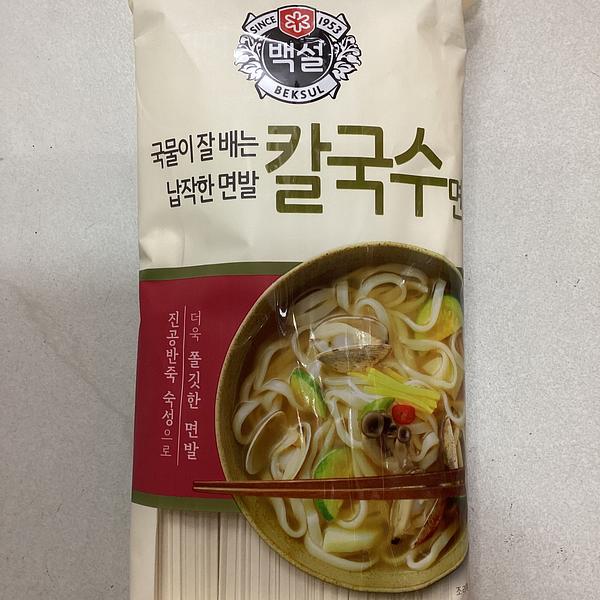 SINCE 1953
백설
BEKSUL
국물이 잘 배는
납작한 면발
칼국수면
더욱 쫄깃한 면발
진공반죽 숙성으로